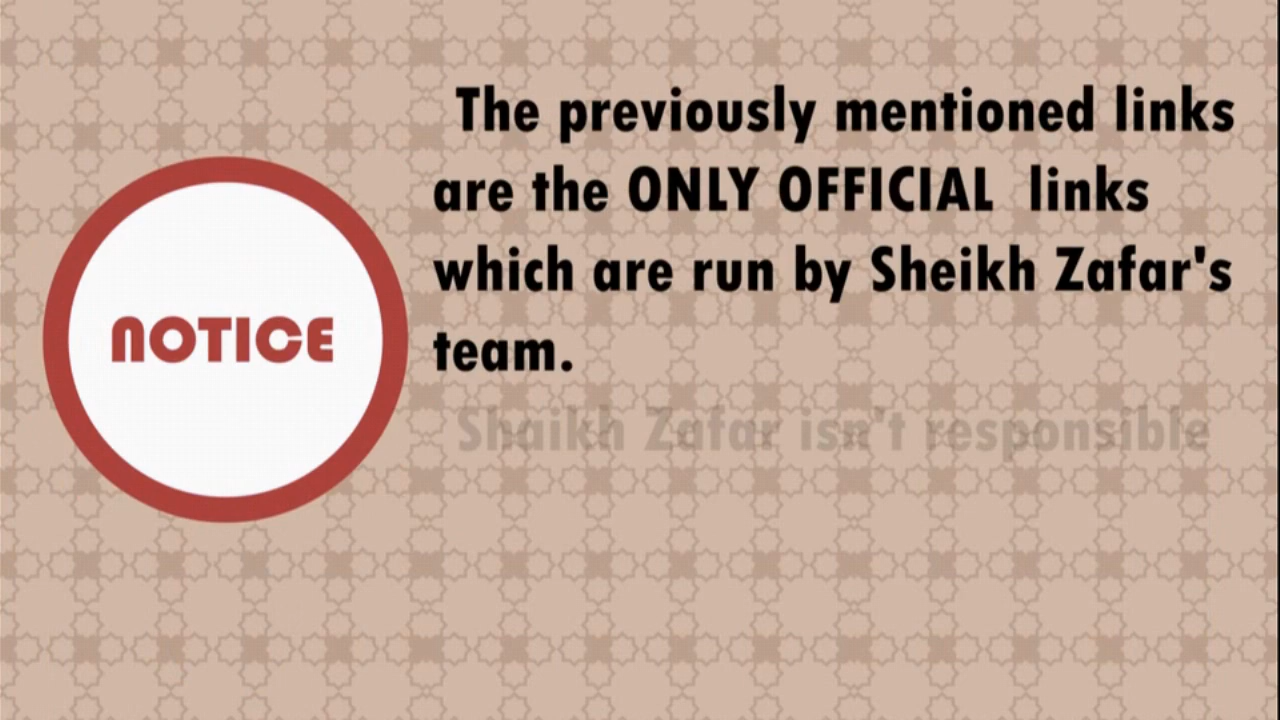 NOTICE
The previously mentioned links
are the ONLY OFFICIAL links
which are run by Sheikh Zafar's
team.
Shaikh Zafar isn't responsible